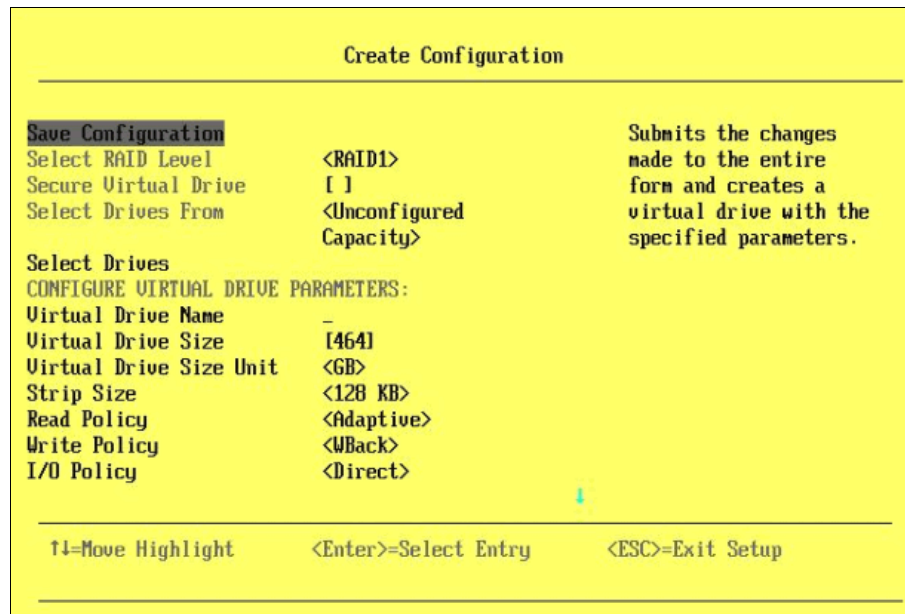 Create Configuration
Save Configuration
Select RAID Level <RAID1>
Secure Virtual Drive [ ]
Select Drives From <Unconfigured
Capacity>
Select Drives
CONFIGURE VIRTUAL DRIVE PARAMETERS:
Virtual Drive Name _
Virtual Drive Size [464]
Virtual Drive Size Unit <GB>
Strip Size <128 KB>
Read Policy <Adaptive>
Write Policy <WBack>
I/O Policy <Direct>
Submits the changes
made to the entire
form and creates a
virtual drive with the
specified parameters.
↓
↑↓=Move Highlight <Enter>=Select Entry <ESC>=Exit Setup